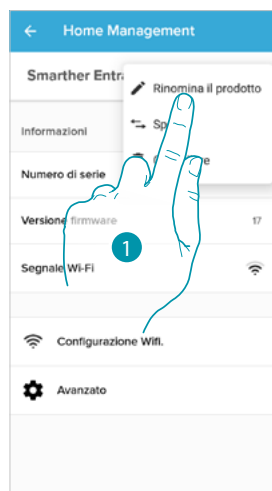 Home Management
Smarther Entra
Rinomina il prodotto
Sp
Informazioni
Numero di serie
Versione firmware 17
Segnale Wi-Fi
1
Configurazione Wifi.
Avanzato